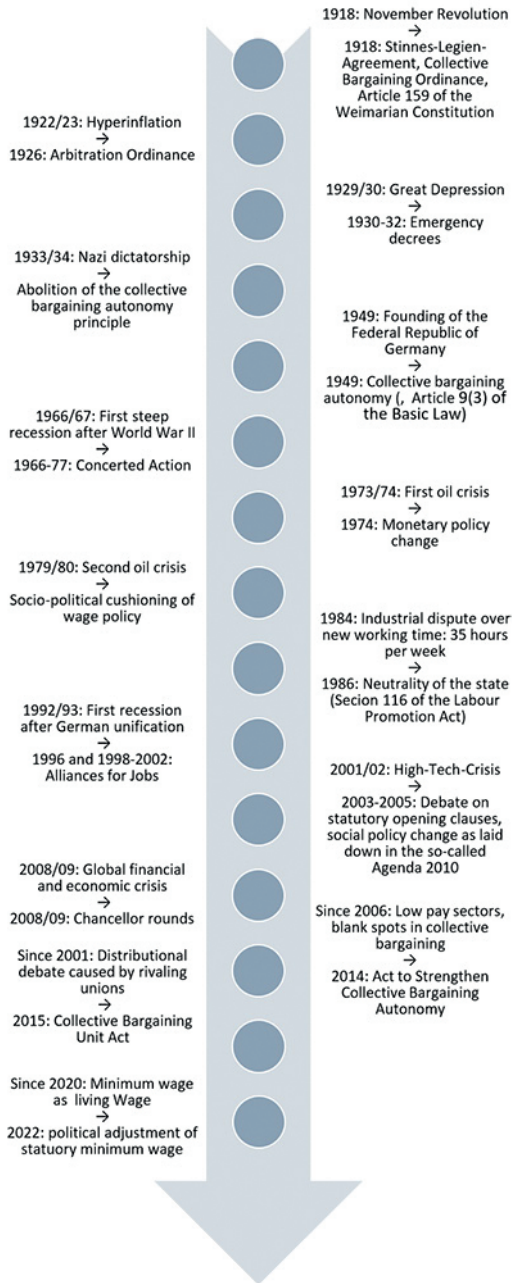 1918: November Revolution
→
1918: Stinnes-Legien-
Agreement, Collective
Bargaining Ordinance,
Article 159 of the
Weimarian Constitution
1922/23: Hyperinflation
→
1926: Arbitration Ordinance
1929/30: Great Depression
→
1930-32: Emergency
decrees
1933/34: Nazi dictatorship
→
Abolition of the collective
bargaining autonomy
principle
1949: Founding of the
Federal Republic of
Germany
→
1949: Collective bargaining
autonomy (, Article 9(3) of
the Basic Law)
1966/67: First steep
recession after World War II
→
1966-77: Concerted Action
1973/74: First oil crisis
→
1974: Monetary policy
change
1979/80: Second oil crisis
→
Socio-political cushioning of
wage policy
1984: Industrial dispute over
new working time: 35 hours
per week
→
1986: Neutrality of the state
(Secion 116 of the Labour
Promotion Act)
1992/93: First recession
after German unification
→
1996 and 1998-2002:
Alliances for Jobs
2001/02: High-Tech-Crisis
→
2003-2005: Debate on
statutory opening clauses,
social policy change as laid
down in the so-called
Agenda 2010
2008/09: Global financial
and economic crisis
→
2008/09: Chancellor rounds
Since 2006: Low pay sectors,
blank spots in collective
bargaining
→
2014: Act to Strengthen
Collective Bargaining
Autonomy
Since 2001: Distributional
debate caused by rivaling
unions
→
2015: Collective Bargaining
Unit Act
Since 2020: Minimum wage
as living Wage
→
2022: political adjustment of
statuory minimum wage